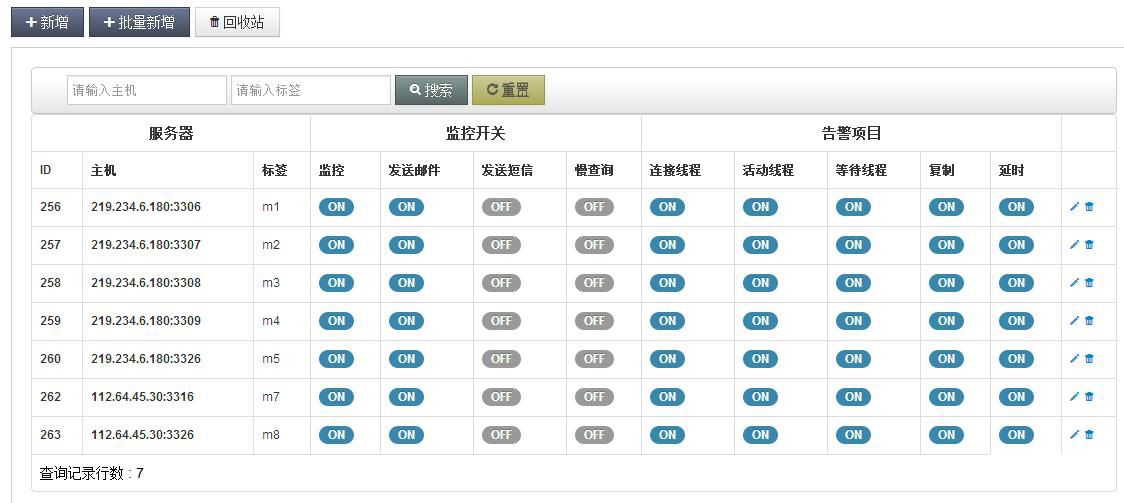 新增 批量新增 回收站
请输入主机 请输入标签 搜索 重置
服务器 监控开关 告警项目
ID 主机 标签 监控 发送邮件 发送短信 慢查询 连接线程 活动线程 等待线程 复制 延时
256 219.234.6.180:3306 m1 ON ON OFF OFF ON ON ON ON ON
257 219.234.6.180:3307 m2 ON ON OFF OFF ON ON ON ON ON
258 219.234.6.180:3308 m3 ON ON OFF OFF ON ON ON ON ON
259 219.234.6.180:3309 m4 ON ON OFF OFF ON ON ON ON ON
260 219.234.6.180:3326 m5 ON ON OFF OFF ON ON ON ON ON
262 112.64.45.30:3316 m7 ON ON OFF OFF ON ON ON ON ON
263 112.64.45.30:3326 m8 ON ON OFF OFF ON ON ON ON ON
查询记录行数 : 7